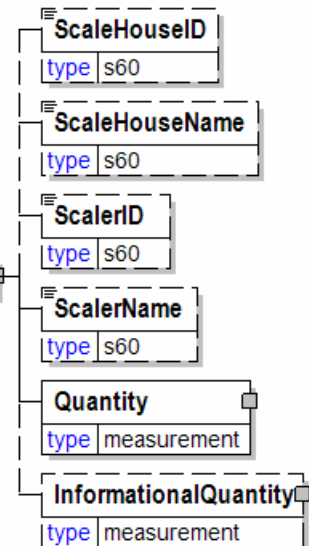 ScaleHouseID
type s60
ScaleHouseName
type s60
ScalerID
type s60
ScalerName
type s60
Quantity
type measurement
InformationalQuantity
type measurement